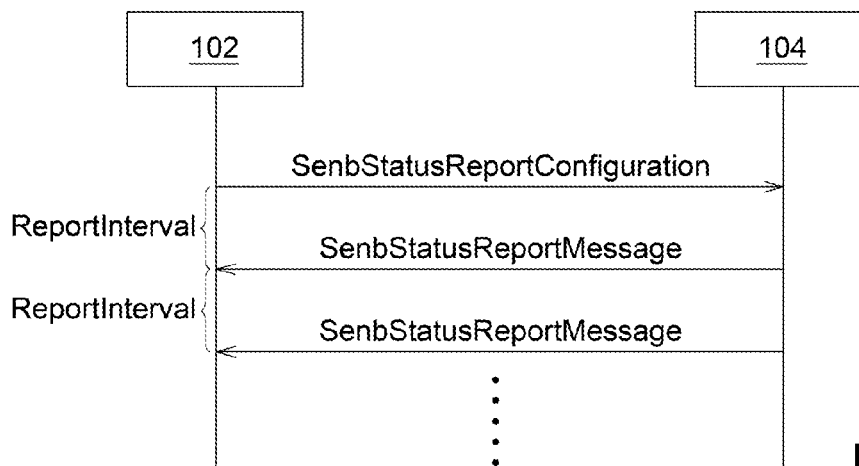 102
104
SenbStatusReportConfiguration
ReportInterval
SenbStatusReportMessage
ReportInterval
SenbStatusReportMessage